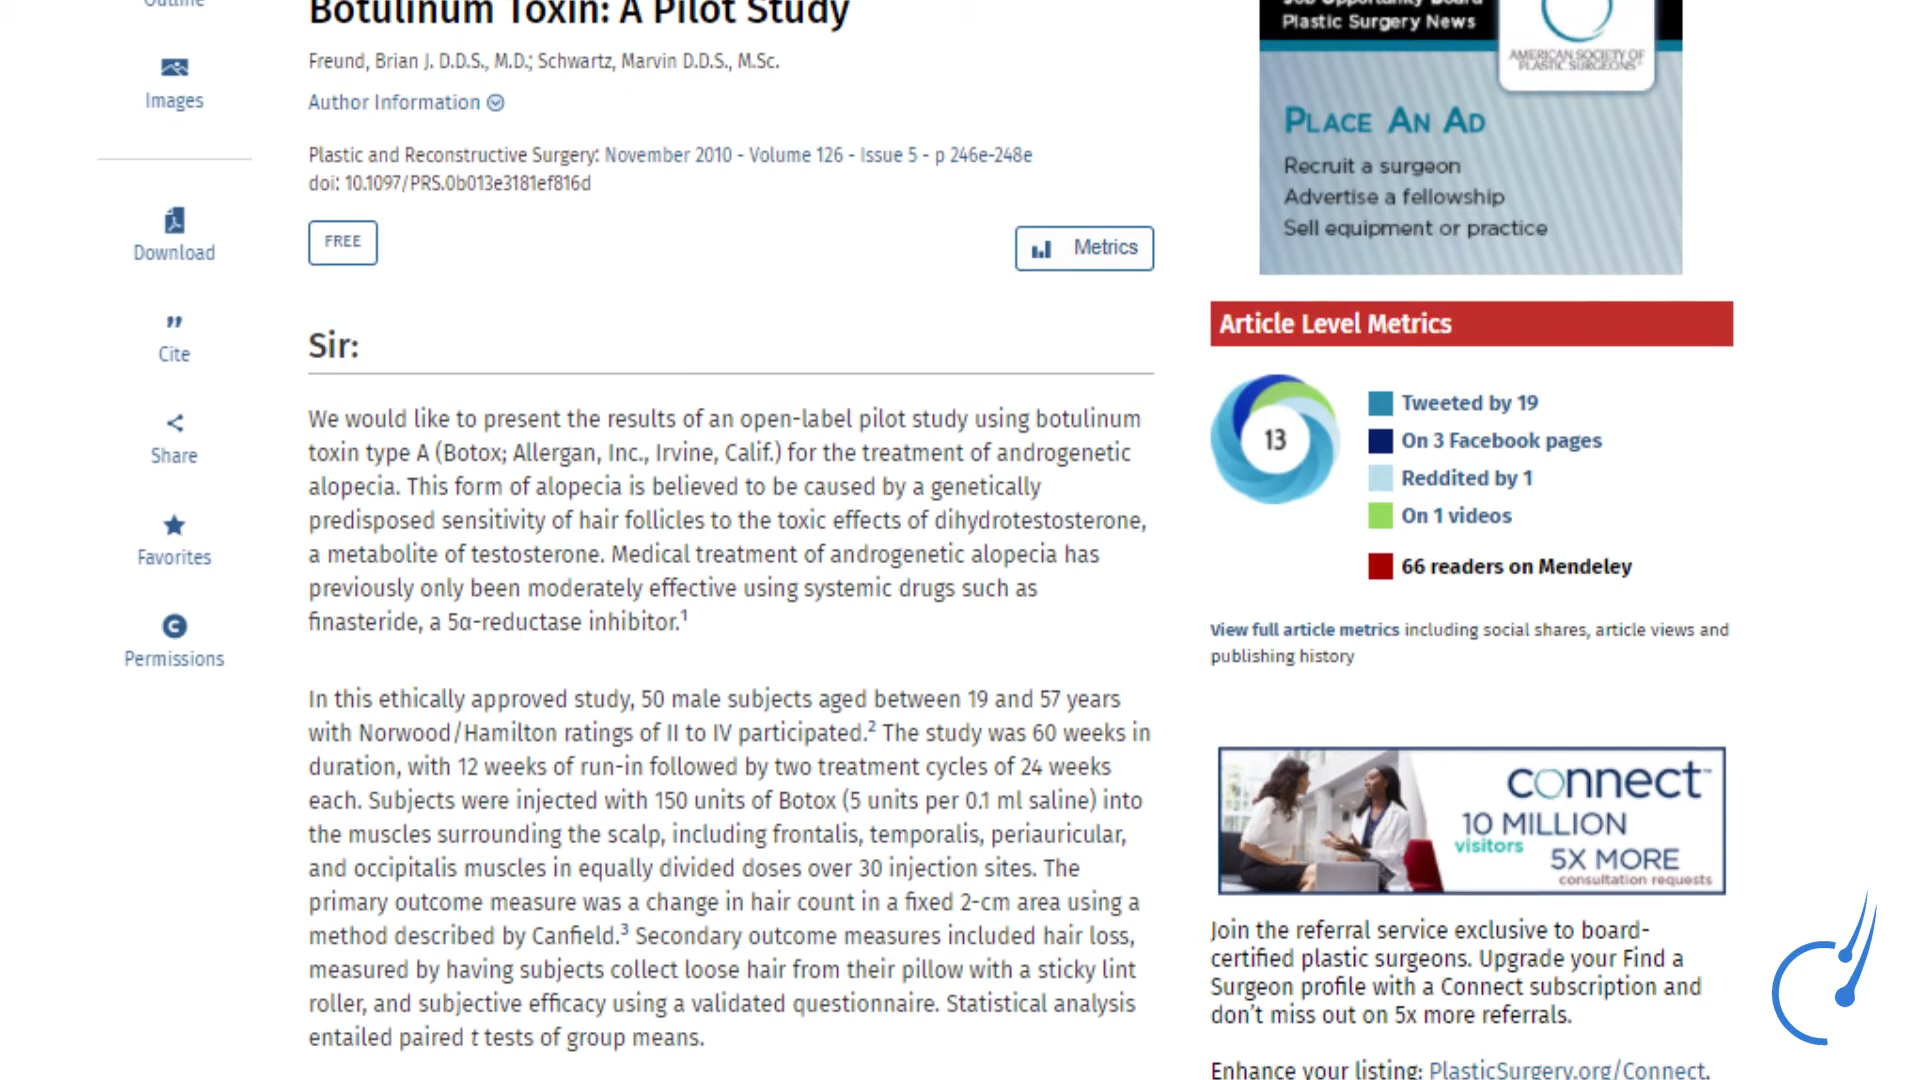 Outline
Images
Download
Cite
Share
Favorites
Permissions
Botulinum Toxin: A Pilot Study
Freund, Brian J. D.D.S., M.D.; Schwartz, Marvin D.D.S., M.Sc.
Author Information
Plastic and Reconstructive Surgery: November 2010 - Volume 126 - Issue 5 - p 246e-248e
doi: 10.1097/PRS.0b013e3181ef816d
FREE
Metrics
Sir:
We would like to present the results of an open-label pilot study using botulinum
toxin type A (Botox; Allergan, Inc., Irvine, Calif.) for the treatment of androgenetic
alopecia. This form of alopecia is believed to be caused by a genetically
predisposed sensitivity of hair follicles to the toxic effects of dihydrotestosterone,
a metabolite of testosterone. Medical treatment of androgenetic alopecia has
previously only been moderately effective using systemic drugs such as
finasteride, a 5α-reductase inhibitor.1
In this ethically approved study, 50 male subjects aged between 19 and 57 years
with Norwood/Hamilton ratings of II to IV participated.2 The study was 60 weeks in
duration, with 12 weeks of run-in followed by two treatment cycles of 24 weeks
each. Subjects were injected with 150 units of Botox (5 units per 0.1 ml saline) into
the muscles surrounding the scalp, including frontalis, temporalis, periauricular,
and occipitalis muscles in equally divided doses over 30 injection sites. The
primary outcome measure was a change in hair count in a fixed 2-cm area using a
method described by Canfield.3 Secondary outcome measures included hair loss,
measured by having subjects collect loose hair from their pillow with a sticky lint
roller, and subjective efficacy using a validated questionnaire. Statistical analysis
entailed paired t tests of group means.
Job Opportunity Board
Plastic Surgery News
AMERICAN SOCIETY OF
PLASTIC SURGEONS®
PLACE AN AD
Recruit a surgeon
Advertise a fellowship
Sell equipment or practice
Article Level Metrics
13
Tweeted by 19
On 3 Facebook pages
Reddited by 1
On 1 videos
66 readers on Mendeley
View full article metrics including social shares, article views and
publishing history
connect™
10 MILLION
visitors
5X MORE
consultation requests
Join the referral service exclusive to board-
certified plastic surgeons. Upgrade your Find a
Surgeon profile with a Connect subscription and
don't miss out on 5x more referrals.
Enhance your listing: PlasticSurgery.org/Connect.